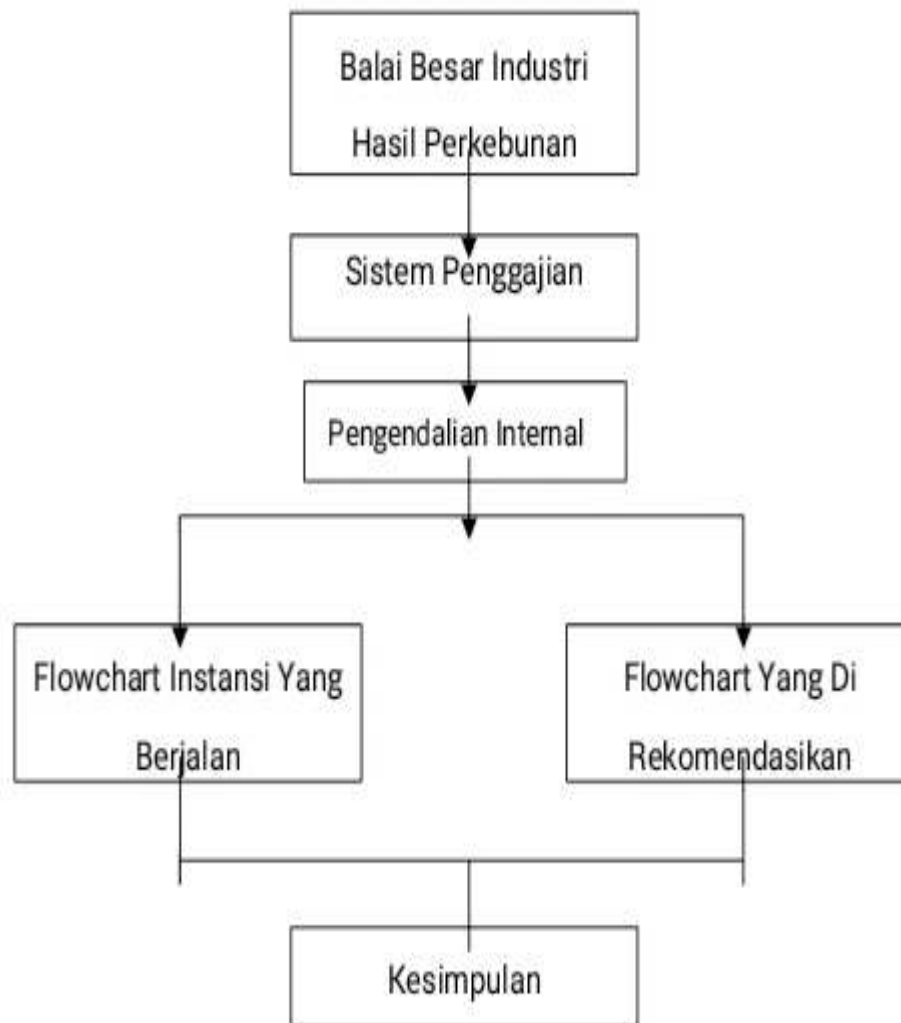 Balai Besar Industri
Hasil Perkebunan
Sistem Penggajian
Pengendalian Internal
Flowchart Instansi Yang
Berjalan
Flowchart Yang Di
Rekomendasikan
Kesimpulan